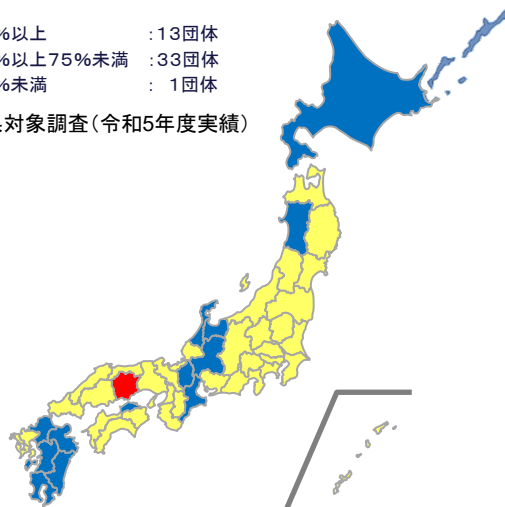 %以上 :13団体
%以上75%未満 :33団体
%未満 : 1団体
対象調査(令和5年度実績)